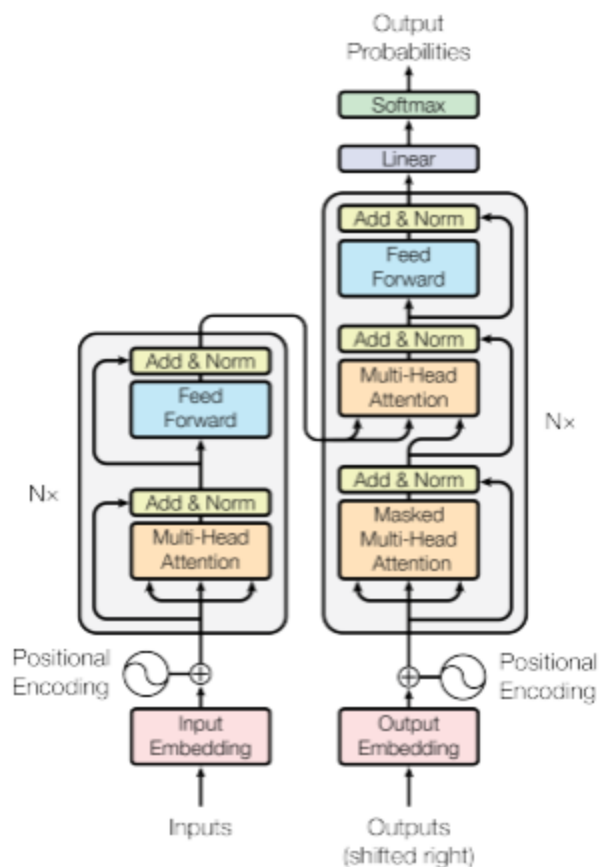 Output
Probabilities
Softmax
Linear
Add & Norm
Feed
Forward
Add & Norm
Multi-Head
Attention
Add & Norm
Masked
Multi-Head
Attention
N×
Add & Norm
Feed
Forward
Add & Norm
Multi-Head
Attention
N×
Positional
Encoding
Positional
Encoding
Input
Embedding
Output
Embedding
Inputs
Outputs
(shifted right)